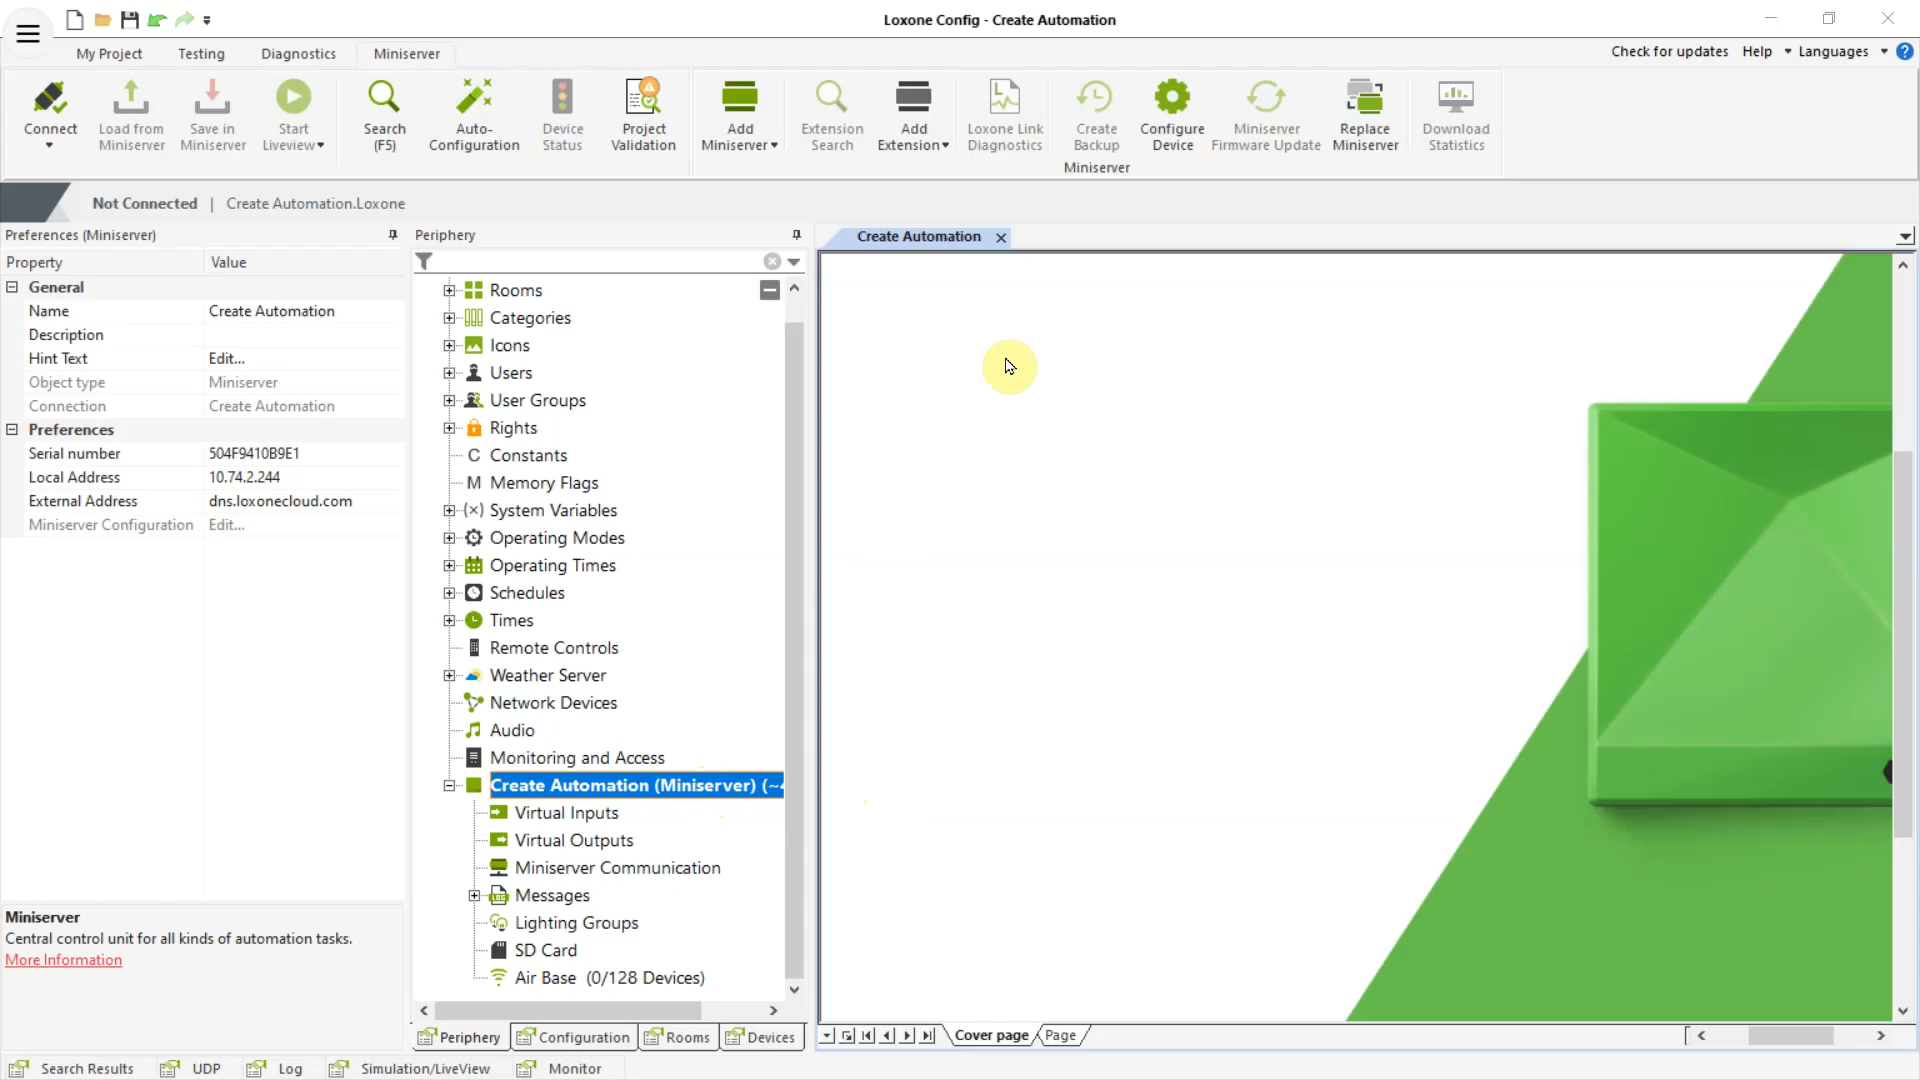 Loxone Config - Create Automation
My Project
Testing
Diagnostics
Miniserver
Check for updates
Help
Languages
?
Connect
Load from
Miniserver
Save in
Miniserver
Start
Liveview
Search
(F5)
Auto-
Configuration
Device
Status
Project
Validation
Add
Miniserver
Extension
Search
Add
Extension
Loxone Link
Diagnostics
Create
Backup
Configure
Device
Miniserver
Firmware Update
Replace
Miniserver
Download
Statistics
Miniserver
Not Connected | Create Automation.Loxone
Preferences (Miniserver)
Property Value
General
Name Create Automation
Description
Hint Text Edit...
Object type Miniserver
Connection Create Automation
Preferences
Serial number 504F9410B9E1
Local Address 10.74.2.244
External Address dns.loxonecloud.com
Miniserver Configuration Edit...
Miniserver
Central control unit for all kinds of automation tasks.
More Information
Periphery
Rooms
Categories
Icons
Users
User Groups
Rights
C Constants
M Memory Flags
(×) System Variables
Operating Modes
Operating Times
Schedules
Times
Remote Controls
Weather Server
Network Devices
Audio
Monitoring and Access
Create Automation (Miniserver) (~
Virtual Inputs
Virtual Outputs
Miniserver Communication
LOG Messages
Lighting Groups
SD Card
Air Base (0/128 Devices)
Periphery
Configuration
Rooms
Devices
Create Automation
Cover page
Page
Search Results
UDP
Log
Simulation/LiveView
Monitor